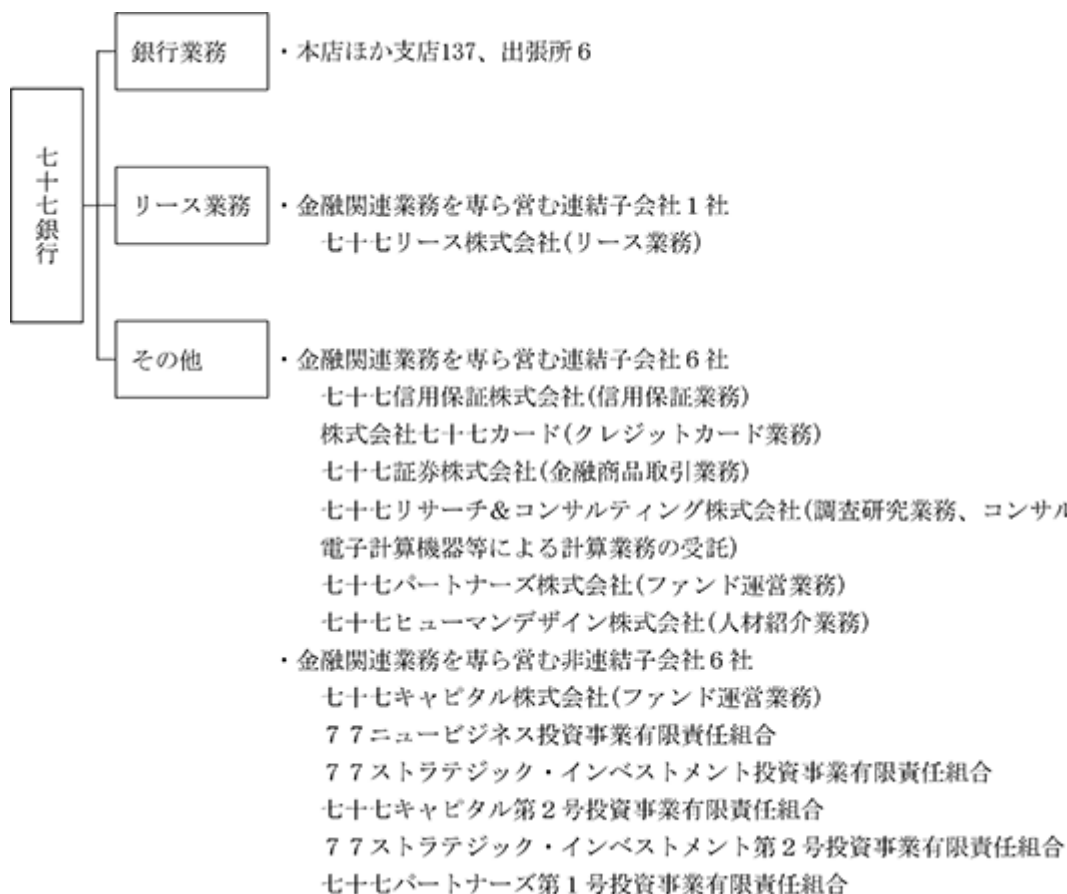 七十七銀行
銀行業務
・本店ほか支店137、出張所6
リース業務
・金融関連業務を専ら営む連結子会社1社
七十七リース株式会社(リース業務)
その他
・金融関連業務を専ら営む連結子会社6社
七十七信用保証株式会社(信用保証業務)
株式会社七十七カード(クレジットカード業務)
七十七証券株式会社(金融商品取引業務)
七十七リサーチ&コンサルティング株式会社(調査研究業務、コンサル
電子計算機器等による計算業務の受託)
七十七パートナーズ株式会社(ファンド運営業務)
七十七ヒューマンデザイン株式会社(人材紹介業務)
・金融関連業務を専ら営む非連結子会社6社
七十七キャピタル株式会社(ファンド運営業務)
77ニュービジネス投資事業有限責任組合
77ストラテジック・インベストメント投資事業有限責任組合
七十七キャピタル第2号投資事業有限責任組合
77ストラテジック・インベストメント第2号投資事業有限責任組合
七十七パートナーズ第1号投資事業有限責任組合